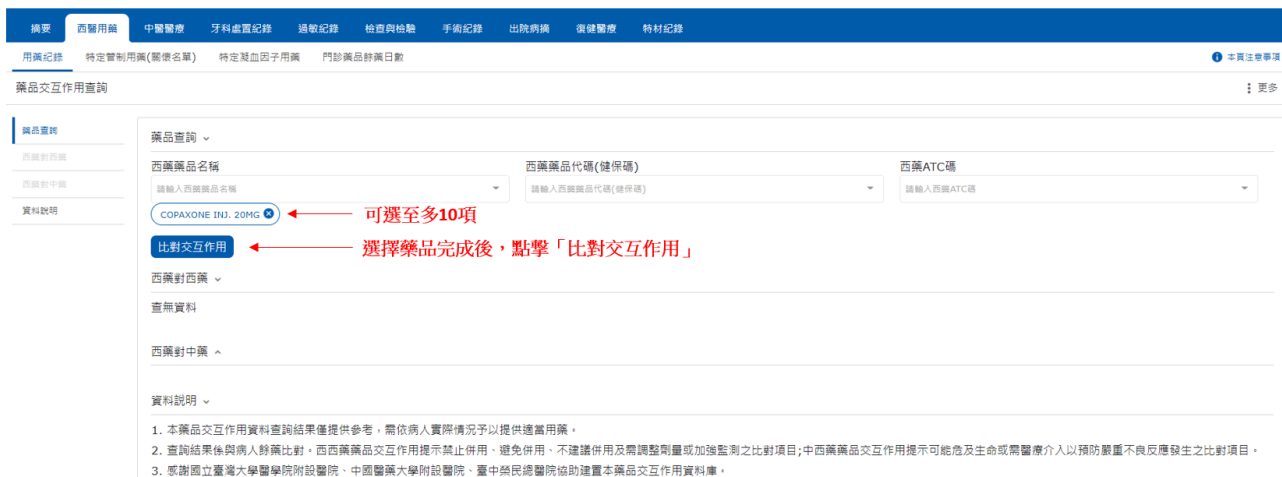 摘要 西醫用藥 中醫醫療 牙科處置紀錄 過敏紀錄 檢查與檢驗 手術紀錄 出院病摘 復健醫療 特材紀錄
用藥紀錄 特定管制用藥(關懷名單) 特定凝血因子用藥 門診藥品餘藥日數 本頁注意事項
藥品交互作用查詢 更多
藥品查詢
西藥對西藥
西藥對中藥
資料說明
藥品查詢
西藥藥品名稱 西藥藥品代碼(健保碼) 西藥ATC碼
請輸入西藥藥品名稱 請輸入西藥藥品代碼(健保碼) 請輸入西藥ATC碼
COPAXONE INJ. 20MG 可選至多10項
比對交互作用 選擇藥品完成後，點擊「比對交互作用」
西藥對西藥
查無資料
西藥對中藥
資料說明
1. 本藥品交互作用資料查詢結果僅提供參考，需依病人實際情況予以提供適當用藥。
2. 查詢結果係與病人餘藥比對。西西藥藥品交互作用提示禁止併用、避免併用、不建議併用及需調整劑量或加強監測之比對項目;中西藥藥品交互作用提示可能危及生命或需醫療介入以預防嚴重不良反應發生之比對項目。
3. 感謝國立臺灣大學醫學院附設醫院、中國醫藥大學附設醫院、臺中榮民總醫院協助建置本藥品交互作用資料庫。